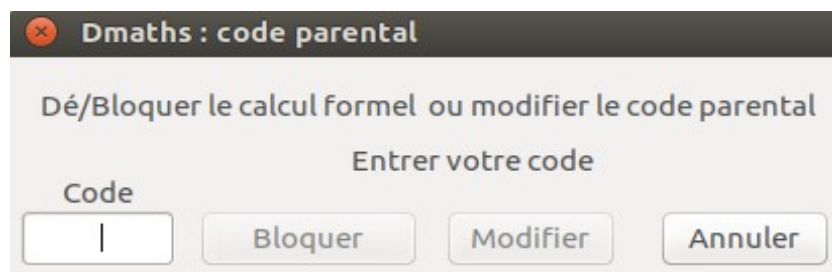 Dmaths : code parental
Dé/Bloquer le calcul formel ou modifier le code parental
Entrer votre code
Code
Bloquer Modifier Annuler